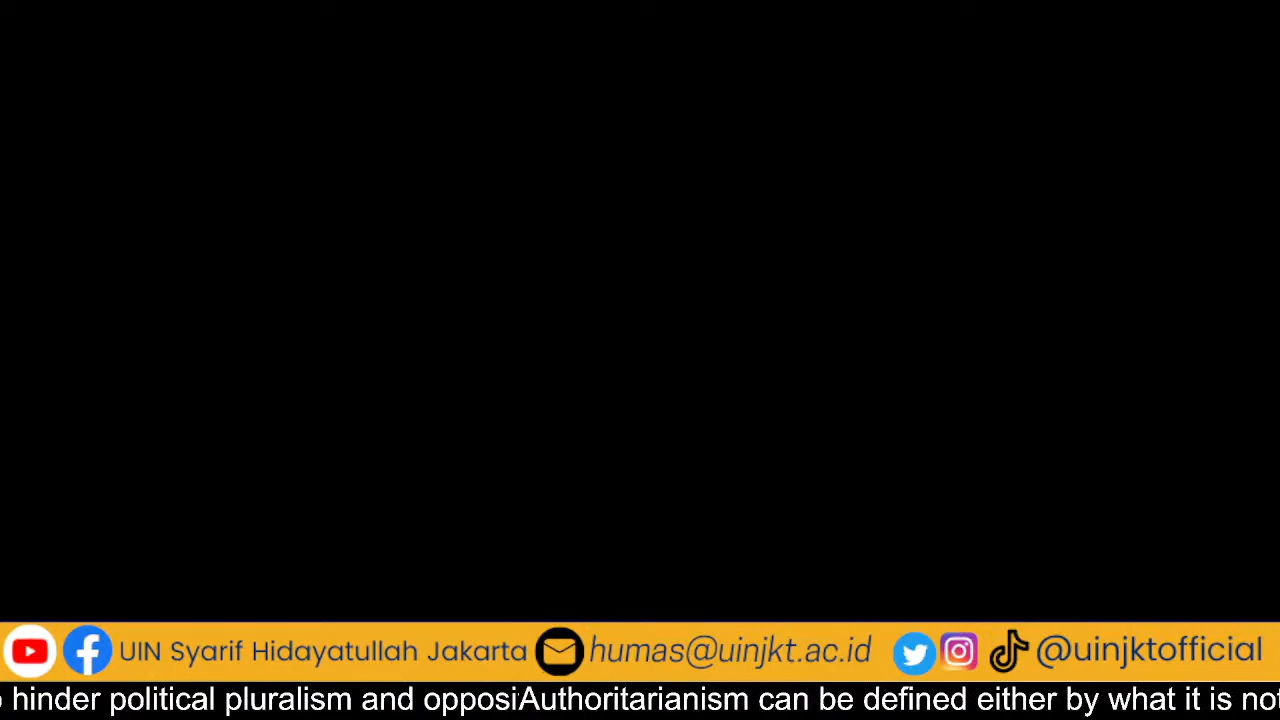 UIN Syarif Hidayatullah Jakarta humas@uinjkt.ac.id @uinjktofficial
o hinder political pluralism and opposiAuthoritarianism can be defined either by what it is not